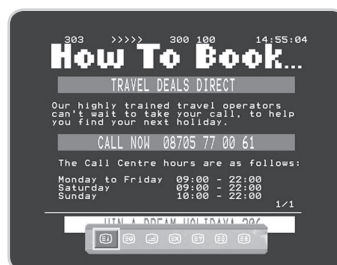 303 >>>>> 300 100 14:55:04
How To Book...
TRAVEL DEALS DIRECT
Our highly trained travel operators
can't wait to take your call, to help
you find your next holiday.
CALL NOW 08705 77 00 61
The Call Centre hours are as follows:
Monday to Friday 09:00 - 22:00
Saturday 09:00 - 22:00
Sunday 10:00 - 22:00
1/1
WIN A DREAM HOLIDAY